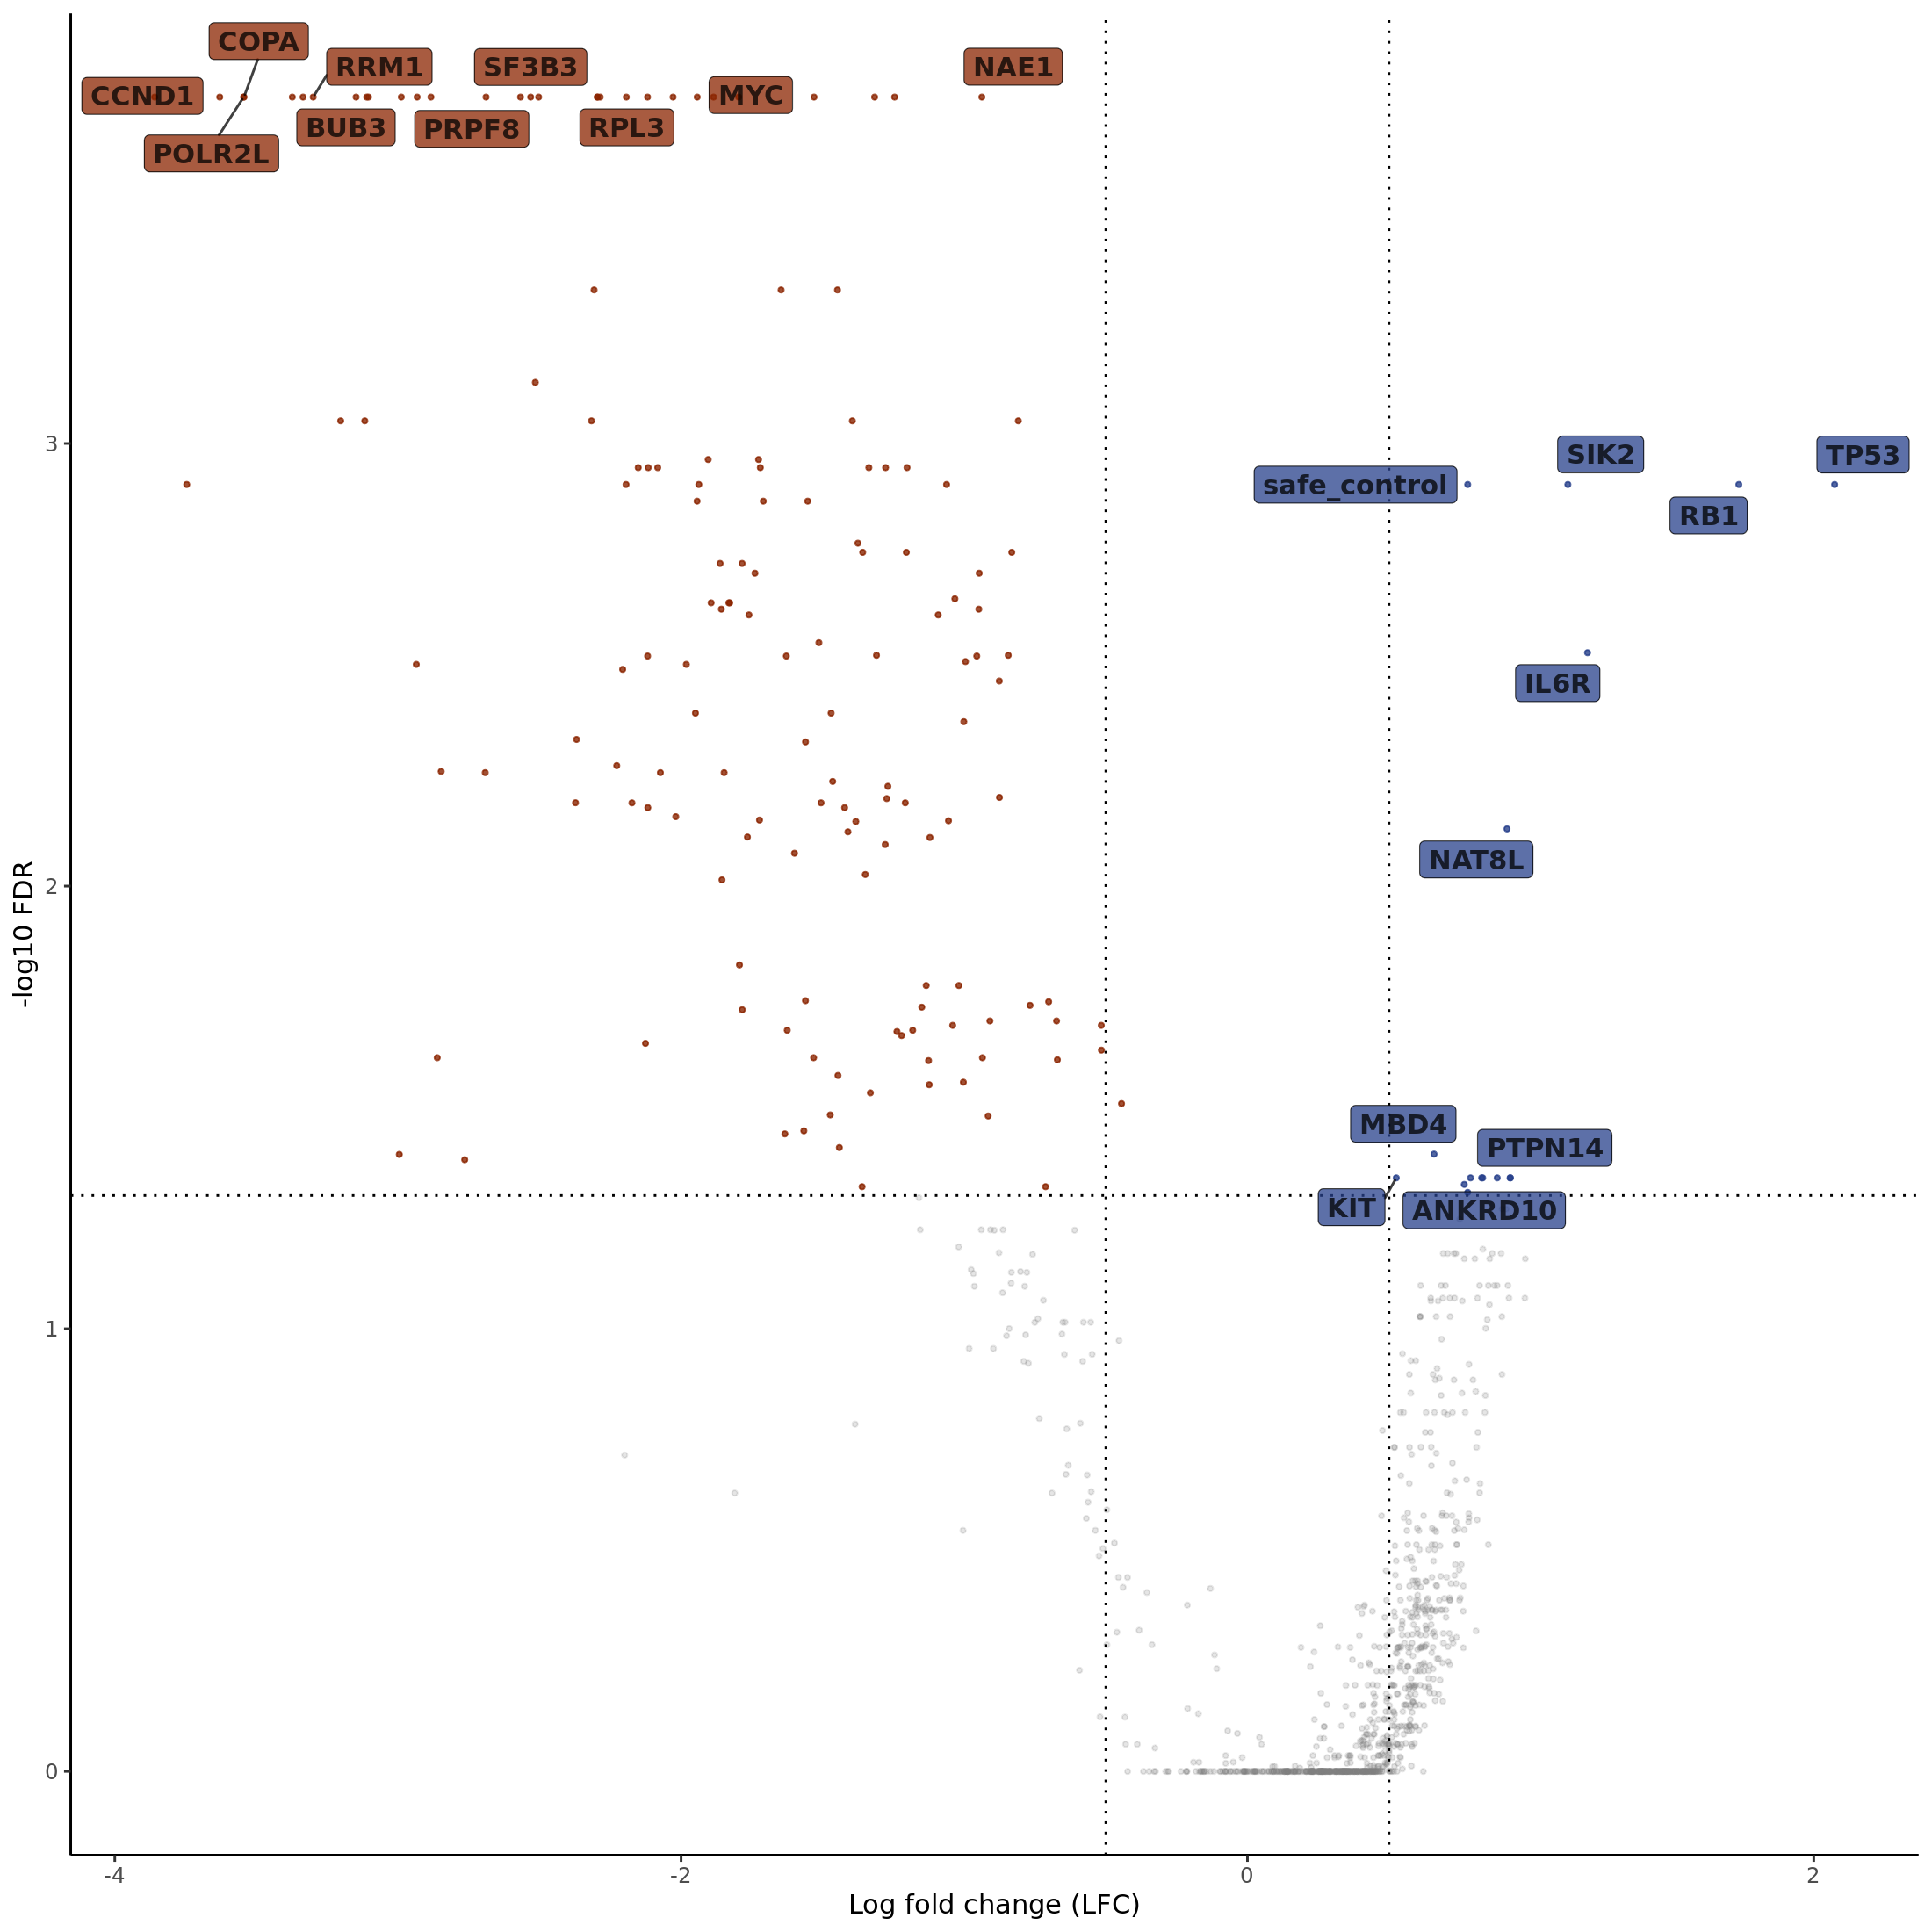 COPA
RRM1
SF3B3
NAE1
CCND1
MYC
BUB3
PRPF8
RPL3
POLR2L
SIK2
TP53
safe_control
RB1
IL6R
NAT8L
MBD4
PTPN14
KIT
ANKRD10
3
2
1
0
-log10 FDR
-4
-2
0
2
Log fold change (LFC)